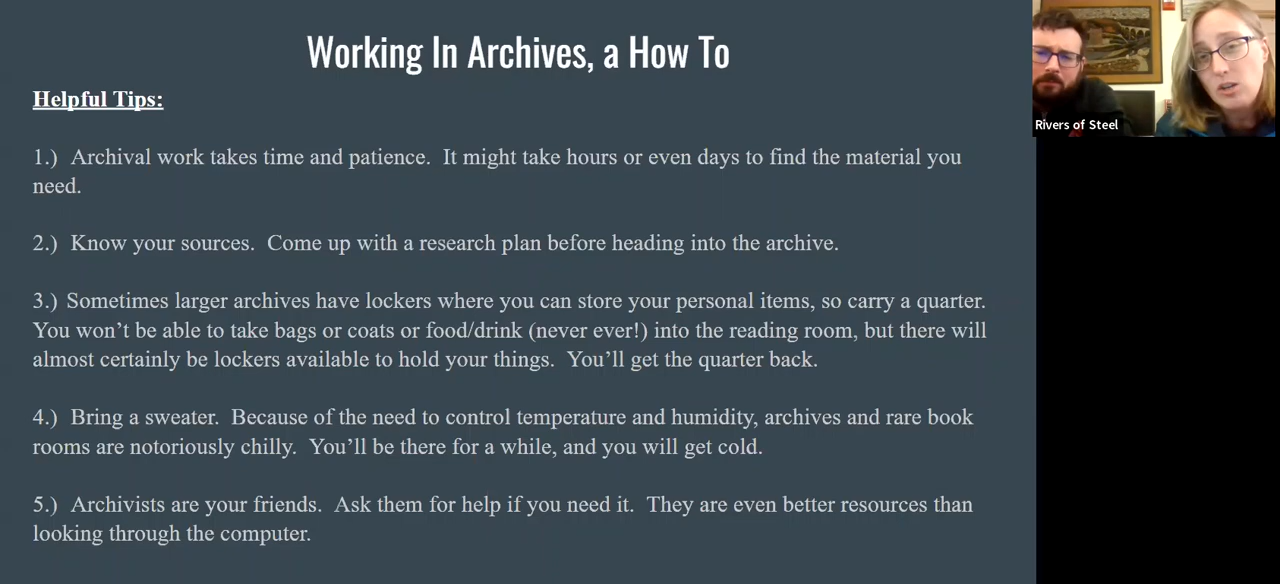 Working In Archives, a How To
Helpful Tips:
1.) Archival work takes time and patience. It might take hours or even days to find the material you
need.
2.) Know your sources. Come up with a research plan before heading into the archive.
3.) Sometimes larger archives have lockers where you can store your personal items, so carry a quarter.
You won't be able to take bags or coats or food/drink (never ever!) into the reading room, but there will
almost certainly be lockers available to hold your things. You'll get the quarter back.
4.) Bring a sweater. Because of the need to control temperature and humidity, archives and rare book
rooms are notoriously chilly. You'll be there for a while, and you will get cold.
5.) Archivists are your friends. Ask them for help if you need it. They are even better resources than
looking through the computer.
Rivers of Steel